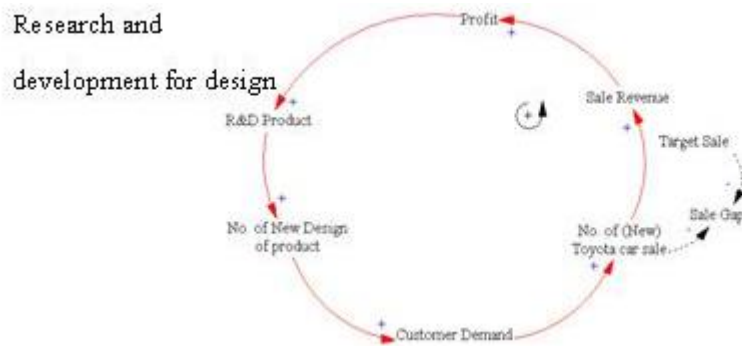 Research and
development for design
Profit
Sale Revenue
R&D Product
Target Sale
Sale Gap
No. of New Design
of product
No. of (New)
Toyota car sale
Customer Demand